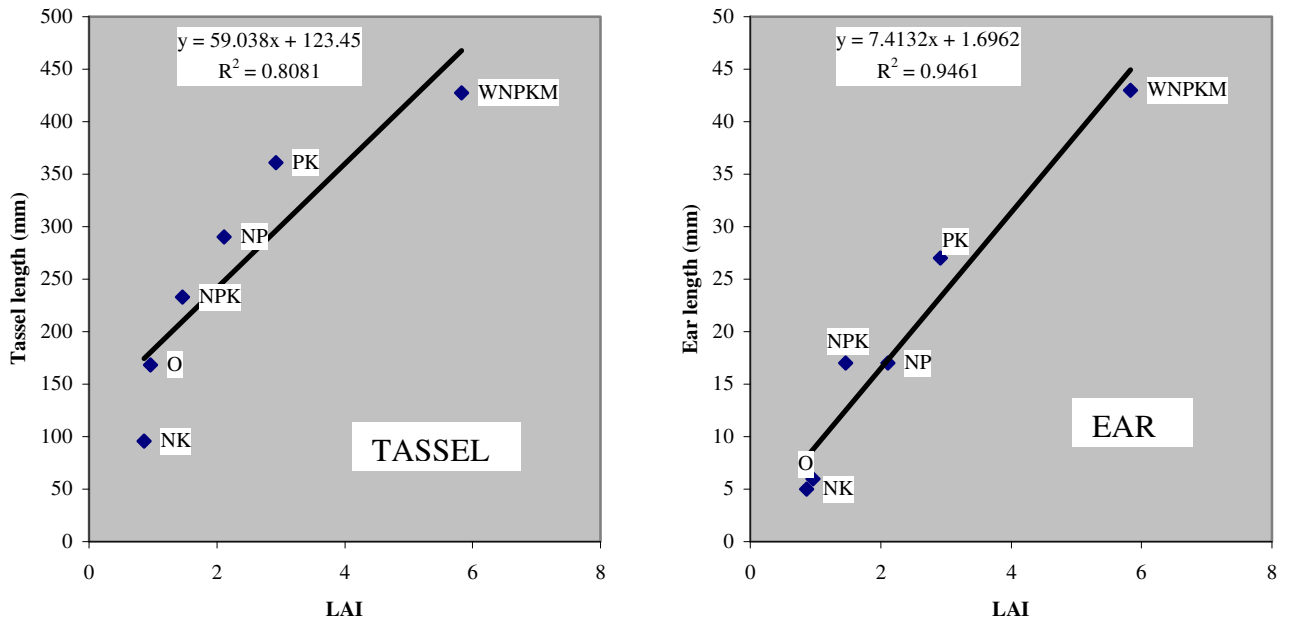 500
450
400
350
300
250
200
150
100
50
0
Tassel length (mm)
y = 59.038x + 123.45
R² = 0.8081
WNPKM
PK
NP
NPK
O
NK
TASSEL
0 2 4 6 8
LAI
50
45
40
35
30
25
20
15
10
5
0
Ear length (mm)
y = 7.4132x + 1.6962
R² = 0.9461
WNPKM
PK
NPK
NP
O
NK
EAR
0 2 4 6 8
LAI